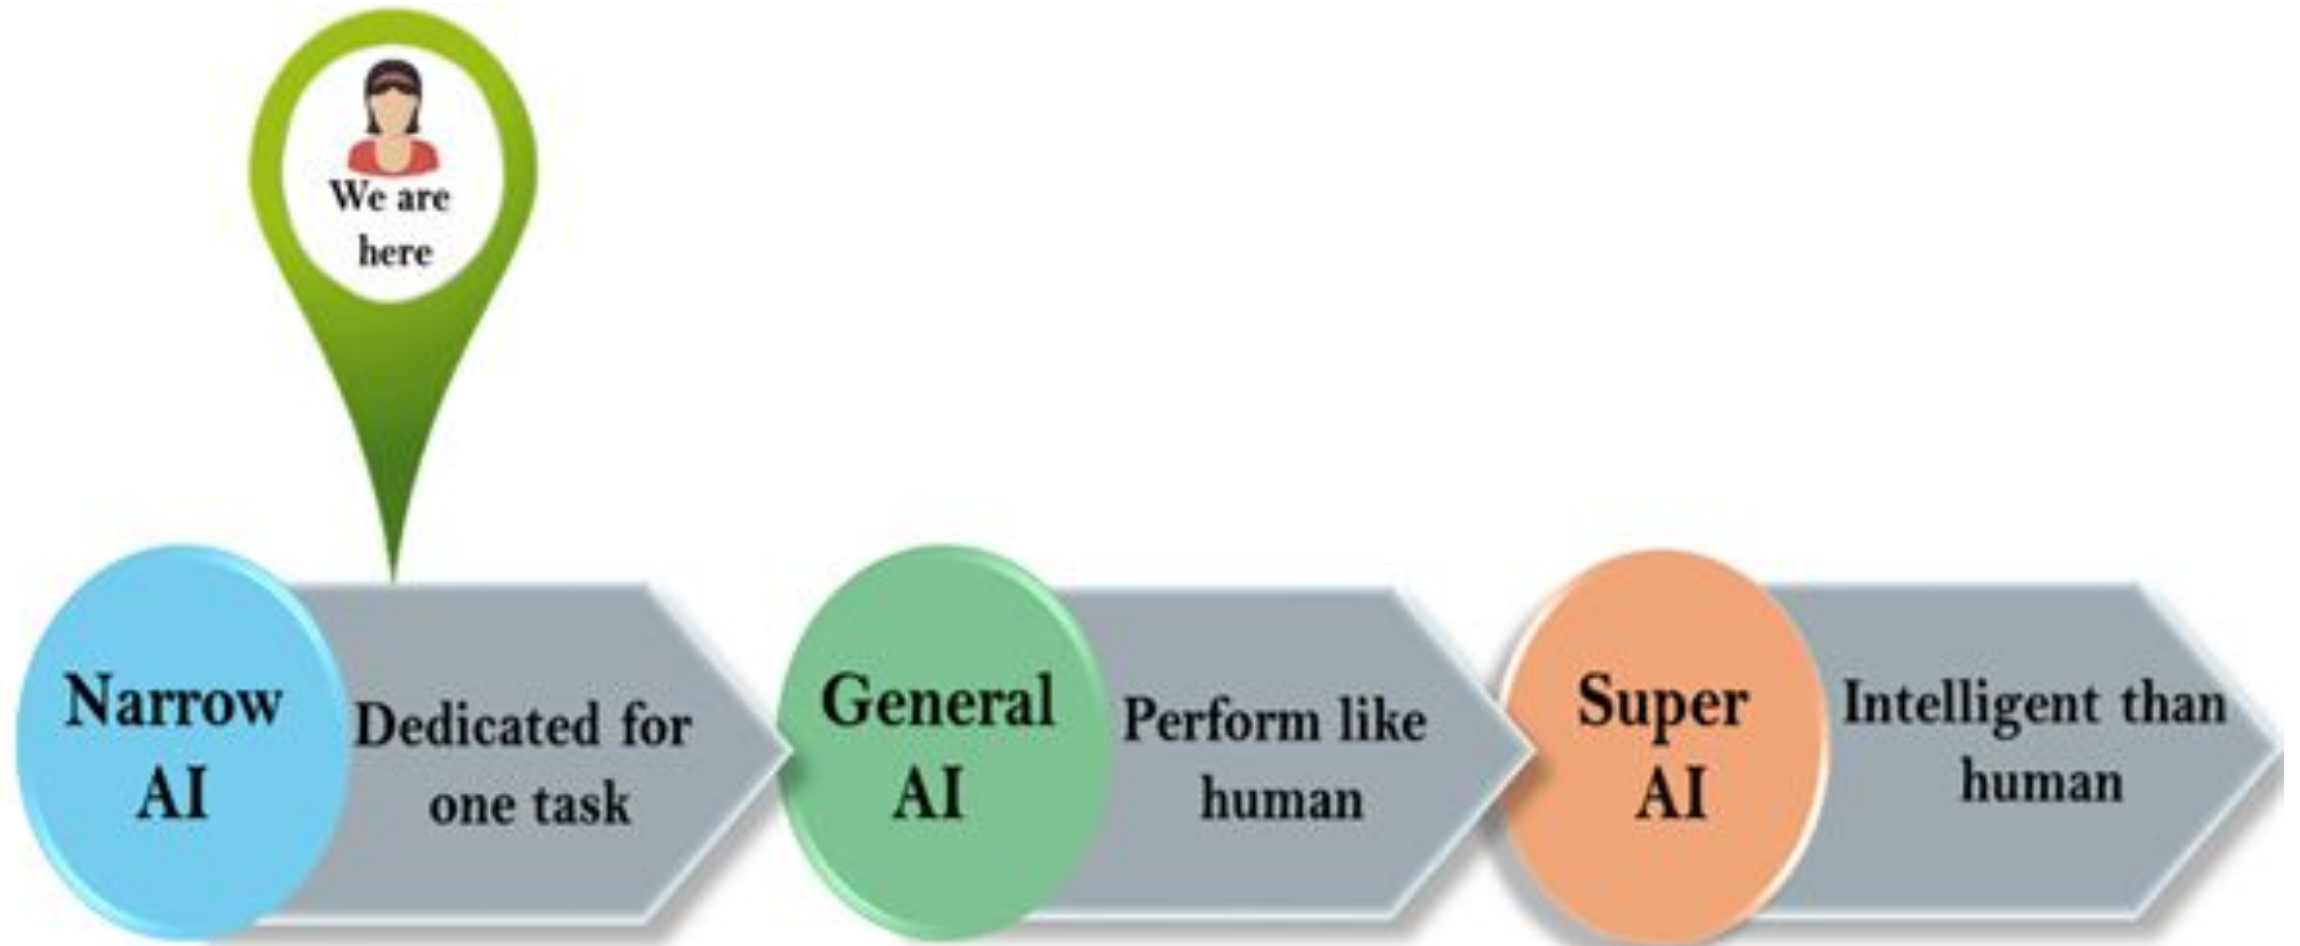 We are
here
Narrow
AI
Dedicated for
one task
General
AI
Perform like
human
Super
AI
Intelligent than
human